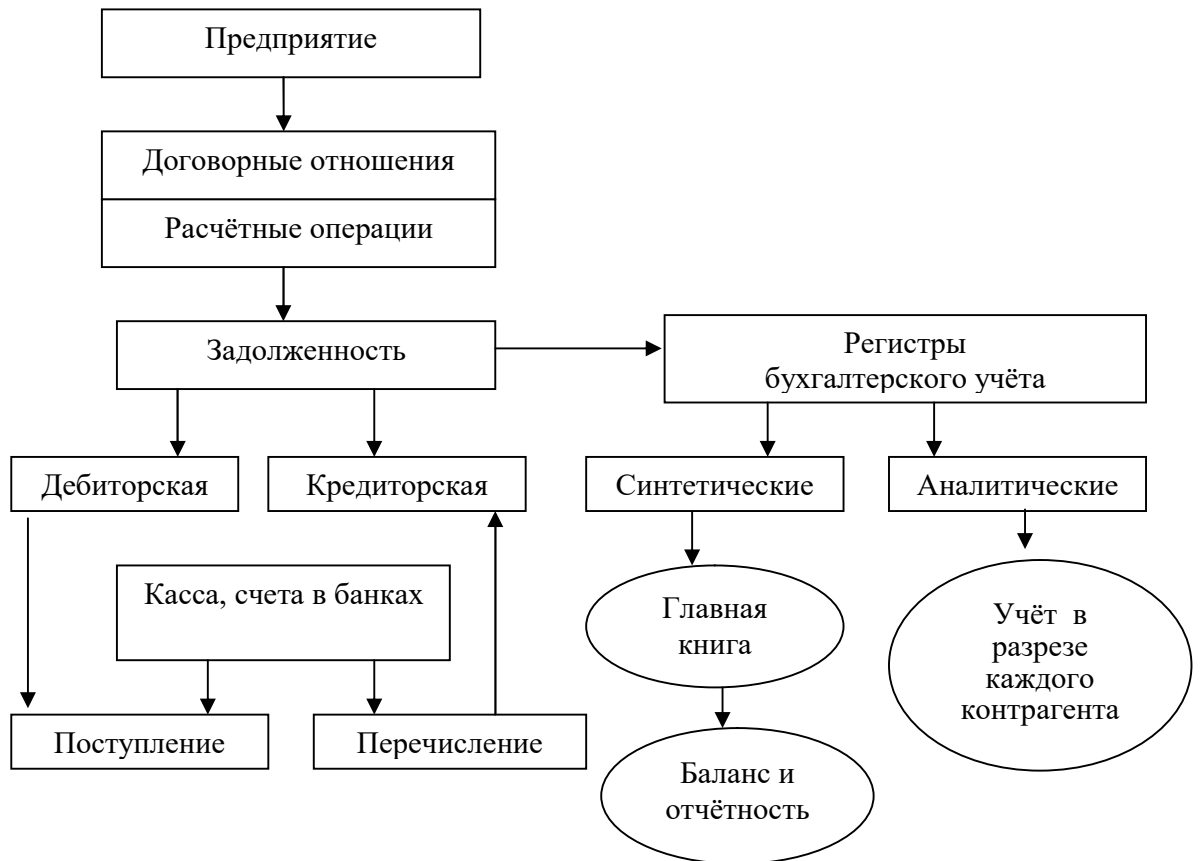 Предприятие
Договорные отношения
Расчётные операции
Задолженность
Регистры
бухгалтерского учёта
Дебиторская
Кредиторская
Синтетические
Аналитические
Касса, счета в банках
Главная
книга
Учёт в
разрезе
каждого
контрагента
Поступление
Перечисление
Баланс и
отчётность